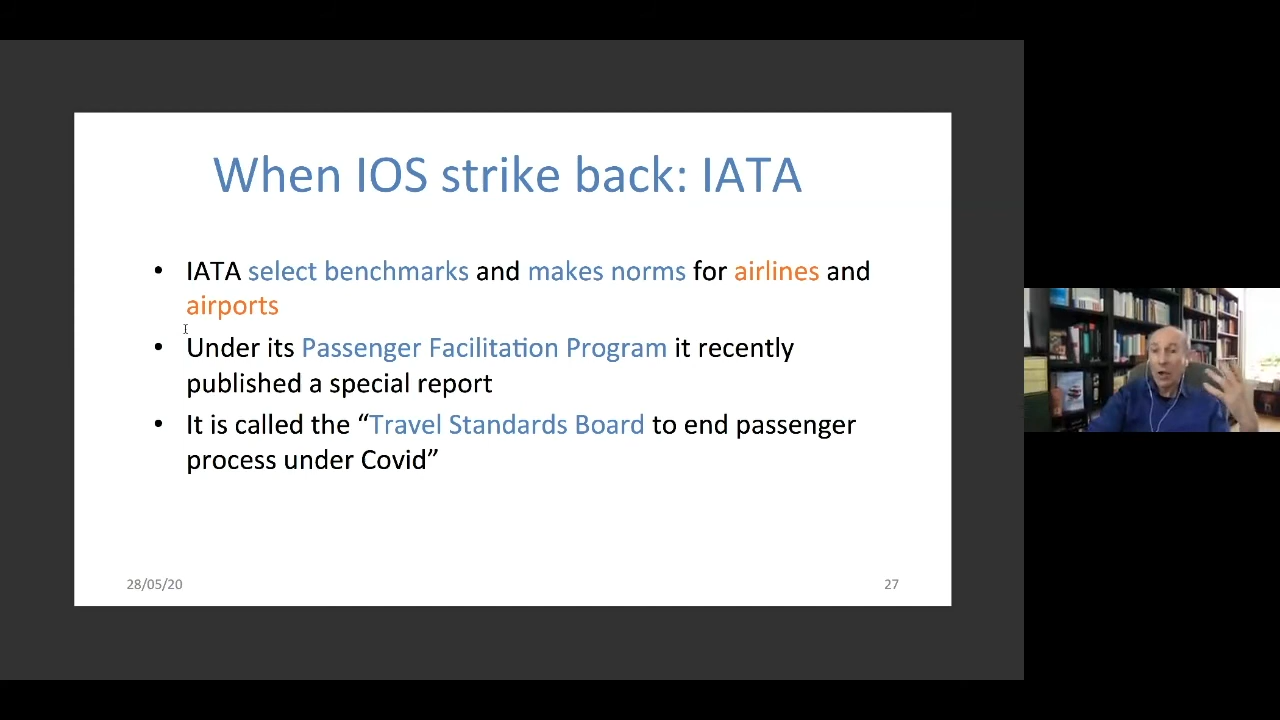 When IOS strike back: IATA
• IATA select benchmarks and makes norms for airlines and
airports
• Under its Passenger Facilitation Program it recently
published a special report
• It is called the “Travel Standards Board to end passenger
process under Covid”
28/05/20
27